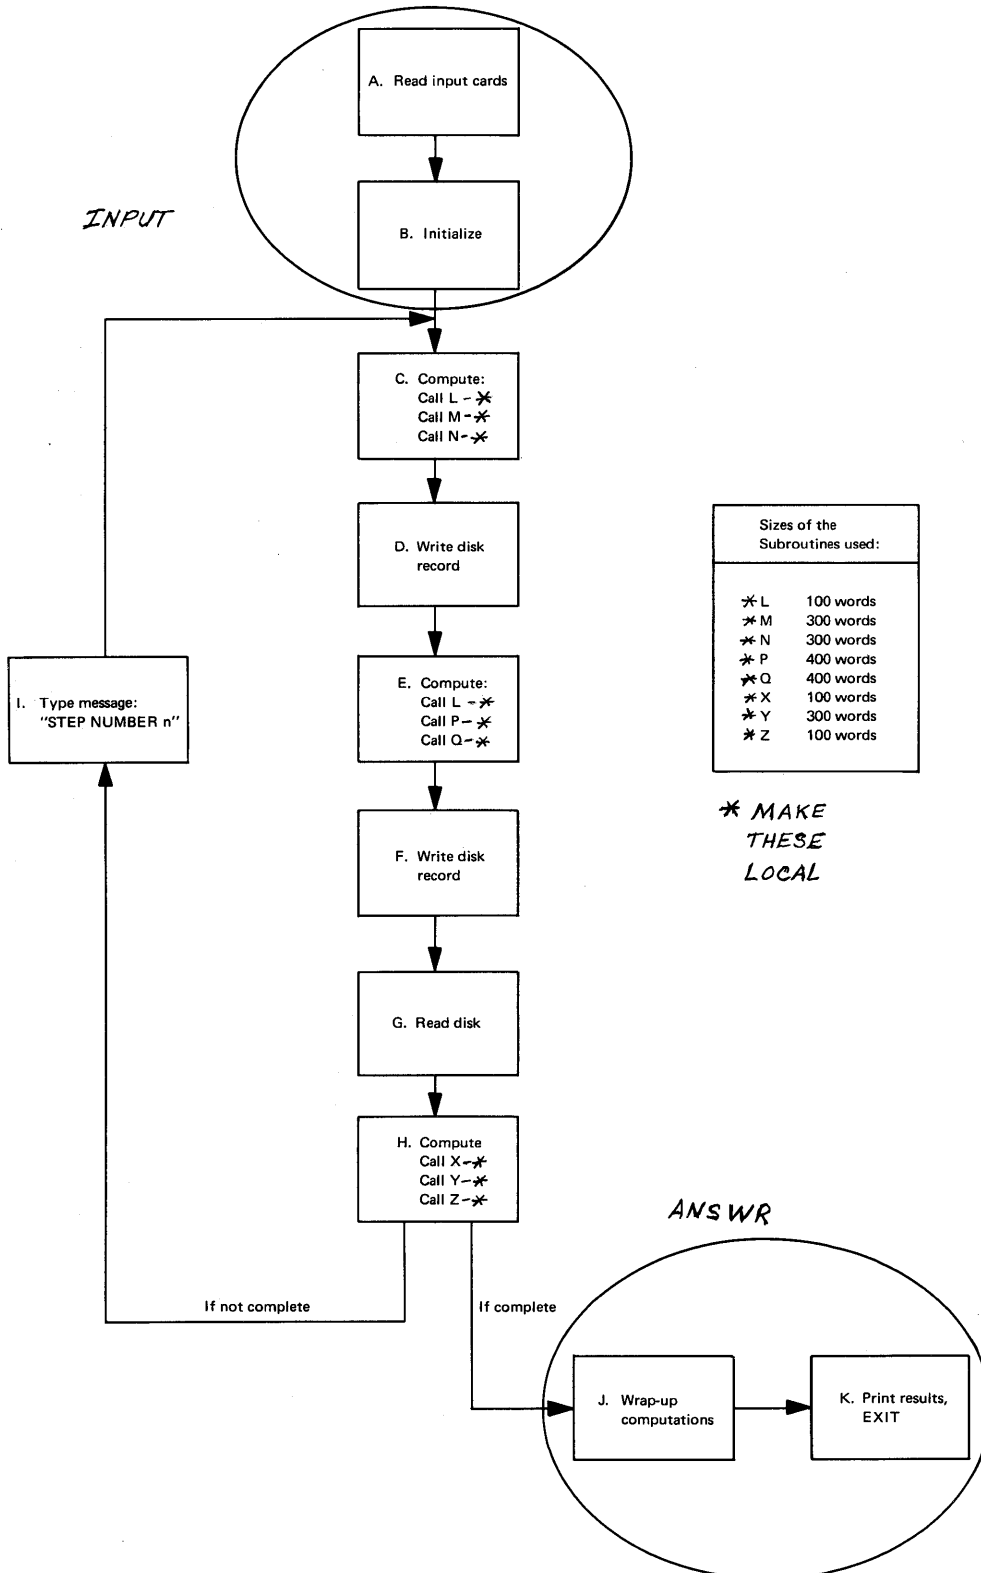 A. Read input cards
INPUT
B. Initialize
C. Compute:
Call L - *
Call M - *
Call N - *
D. Write disk
record
Sizes of the
Subroutines used:
* L 100 words
* M 300 words
* N 300 words
* P 400 words
* Q 400 words
* X 100 words
* Y 300 words
* Z 100 words
* MAKE
THESE
LOCAL
I. Type message:
"STEP NUMBER n"
E. Compute:
Call L - *
Call P - *
Call Q - *
F. Write disk
record
G. Read disk
H. Compute
Call X - *
Call Y - *
Call Z - *
If not complete
If complete
ANSWR
J. Wrap-up
computations
K. Print results,
EXIT